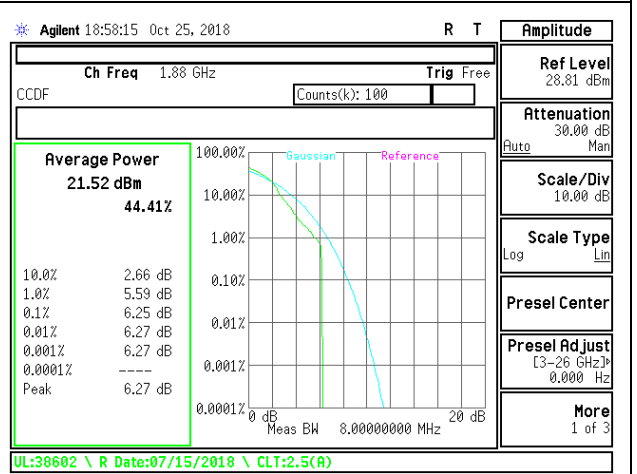 Agilent 18:58:15 Oct 25, 2018 R T
Ch Freq 1.88 GHz Trig Free
CCDF Counts(k): 100
Average Power
21.52 dBm
44.41%
10.0% 2.66 dB
1.0% 5.59 dB
0.1% 6.25 dB
0.01% 6.27 dB
0.001% 6.27 dB
0.0001% ----
Peak 6.27 dB
Gaussian Reference
100.00%
10.00%
1.00%
0.10%
0.01%
0.001%
0.0001%
0 dB 20 dB
Meas BW 8.00000000 MHz
Amplitude
Ref Level
28.81 dBm
Attenuation
30.00 dB
Auto Man
Scale/Div
10.00 dB
Scale Type
Log Lin
Presel Center
Presel Adjust
[3-26 GHz]
0.000 Hz
More
1 of 3
UL:38602 \ R Date:07/15/2018 \ CLT:2.5(A)